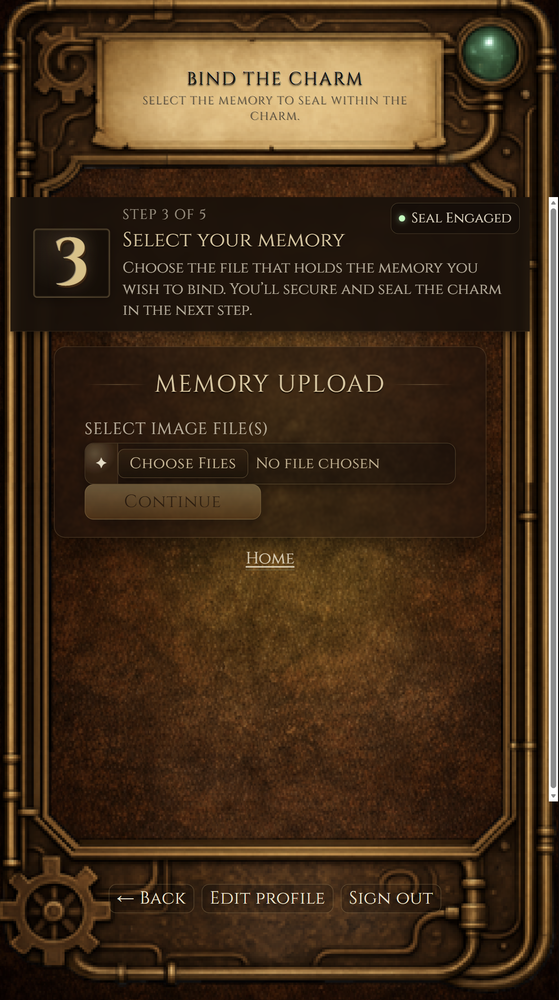 BIND THE CHARM
SELECT THE MEMORY TO SEAL WITHIN THE
CHARM.
STEP 3 OF 5
Seal Engaged
3
Select your memory
Choose the file that holds the memory you
wish to bind. You’ll secure and seal the charm
in the next step.
MEMORY UPLOAD
SELECT IMAGE FILE(S)
Choose Files No file chosen
Continue
Home
← Back Edit profile Sign out